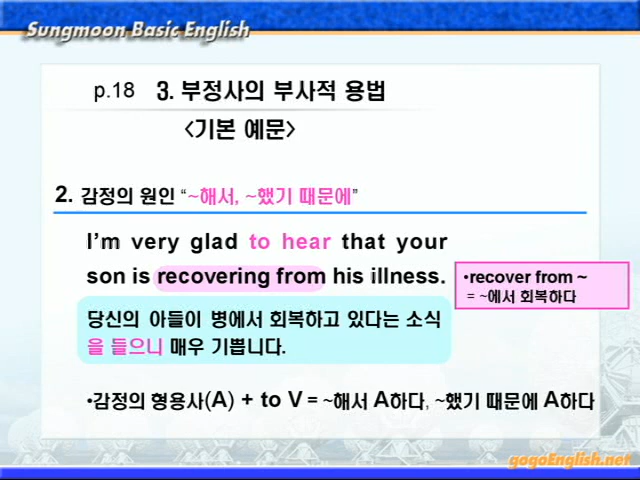 Sungmoon Basic English
p.18 3. 부정사의 부사적 용법
<기본 예문>
2. 감정의 원인 “~해서, ~했기 때문에”
I’m very glad to hear that your
son is recovering from his illness.
•recover from ~
= ~에서 회복하다
당신의 아들이 병에서 회복하고 있다는 소식
을 들으니 매우 기쁩니다.
•감정의 형용사(A) + to V = ~해서 A하다, ~했기 때문에 A하다
gogoEnglish.net